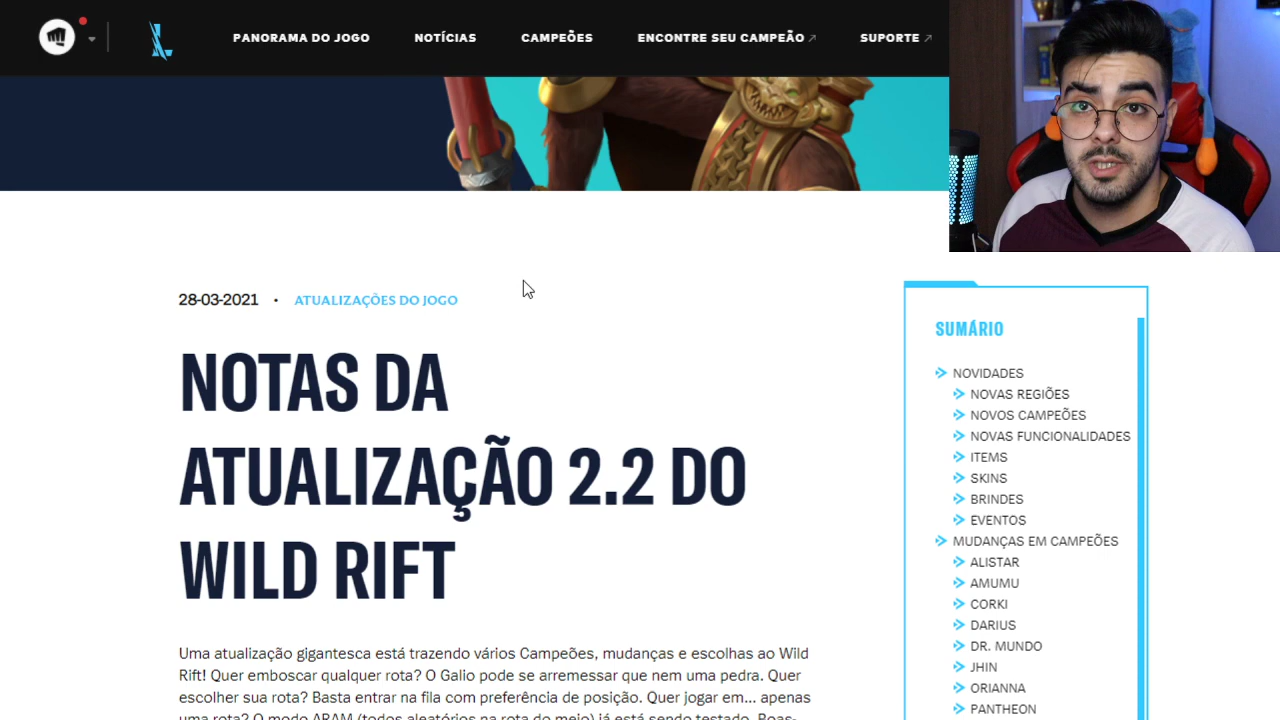 PANORAMA DO JOGO NOTÍCIAS CAMPEÕES ENCONTRE SEU CAMPEÃO SUPORTE
28-03-2021 • ATUALIZAÇÕES DO JOGO
NOTAS DA
ATUALIZAÇÃO 2.2 DO
WILD RIFT
Uma atualização gigantesca está trazendo vários Campeões, mudanças e escolhas ao Wild
Rift! Quer emboscar qualquer rota? O Galio pode se arremessar que nem uma pedra. Quer
escolher sua rota? Basta entrar na fila com preferência de posição. Quer jogar em... apenas
uma rota? O modo ARAM (todos aleatórios na rota do meio) já está sendo testado. Boas-
SUMÁRIO
NOVIDADES
NOVAS REGIÕES
NOVOS CAMPEÕES
NOVAS FUNCIONALIDADES
ITEMS
SKINS
BRINDES
EVENTOS
MUDANÇAS EM CAMPEÕES
ALISTAR
AMUMU
CORKI
DARIUS
DR. MUNDO
JHIN
ORIANNA
PANTHEON